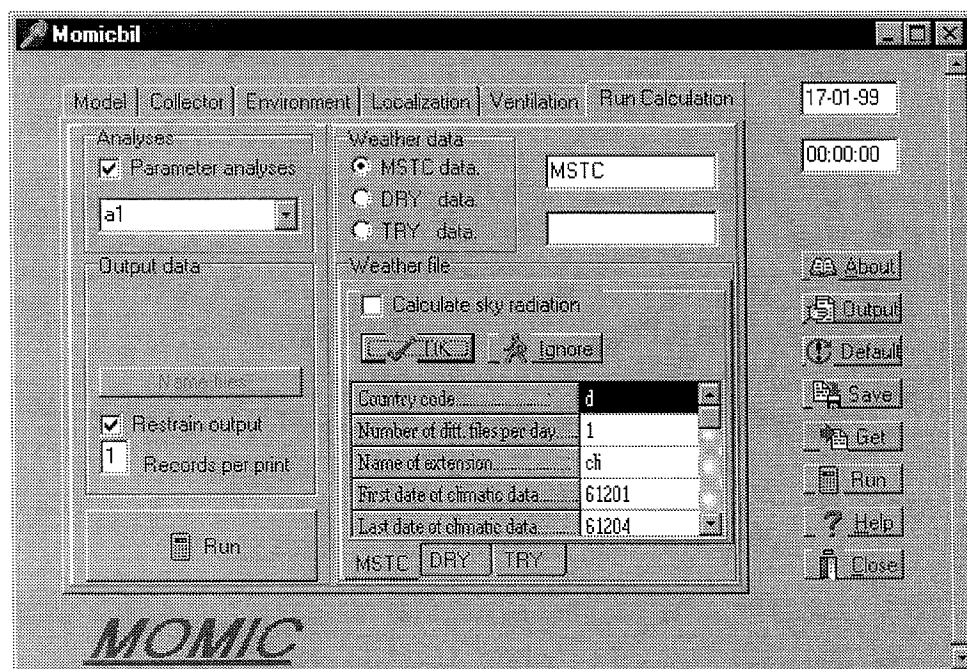 Momicbil
Model Collector Environment Localization Ventilation Run Calculation
17-01-99
00:00:00
Analyses
Parameter analyses
a1
Weather data
MSTC data.
DRY data.
TRY data.
MSTC
Output data
Name files
Restrain output
1 Records per print
Run
Weather file
Calculate sky radiation
OK Ignore
Country code d
Number of diff. files per day 1
Name of extension cli
First date of climatic data 61201
Last date of climatic data 61204
MSTC DRY TRY
About
Output
Default
Save
Get
Run
Help
Close
MOMIC